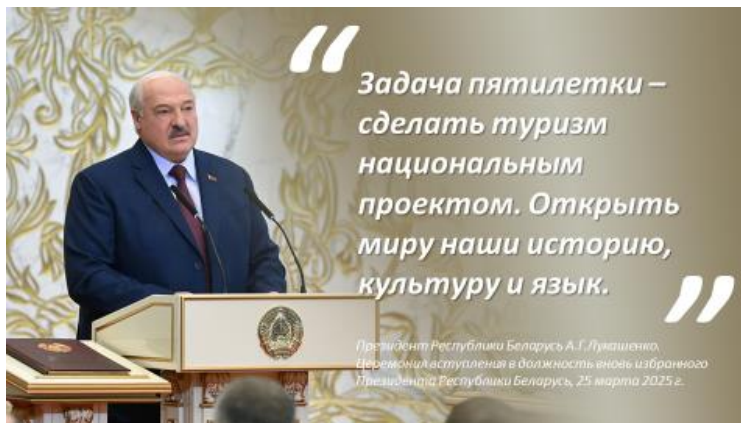 “
Задача пятилетки –
сделать туризм
национальным
проектом. Открыть
миру наши историю,
культуру и язык.
”
Президент Республики Беларусь А.Г.Лукашенко.
Церемония вступления в должность вновь избранного
Президента Республики Беларусь, 25 марта 2025 г.